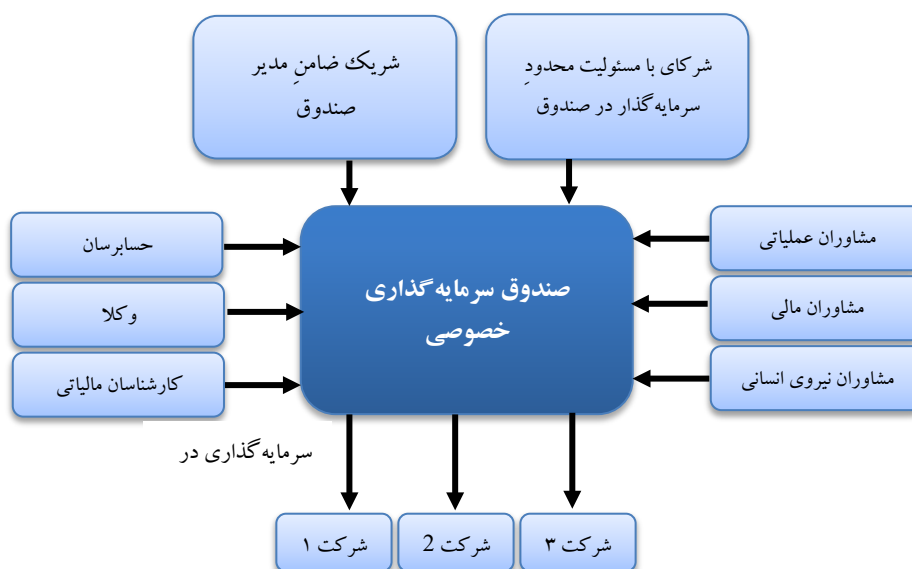 شرکای با مسئولیت محدودِ
سرمایه‌گذار در صندوق
شریک ضامنِ مدیر
صندوق
مشاوران عملیاتی
مشاوران مالی
مشاوران نیروی انسانی
صندوق سرمایه‌گذاری
خصوصی
حسابرسان
وکلا
کارشناسان مالیاتی
سرمایه‌گذاری در
شرکت ۳
شرکت 2
شرکت ۱